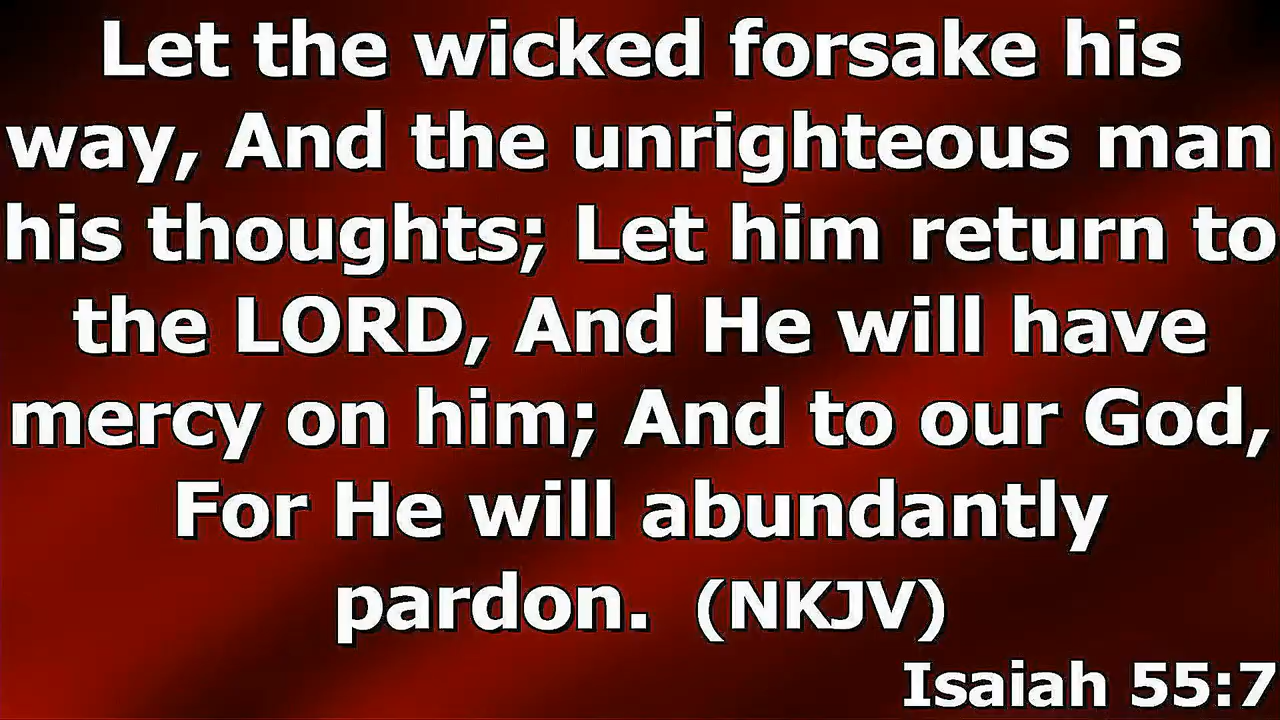 Let the wicked forsake his
way, And the unrighteous man
his thoughts; Let him return to
the LORD, And He will have
mercy on him; And to our God,
For He will abundantly
pardon. (NKJV)
Isaiah 55:7